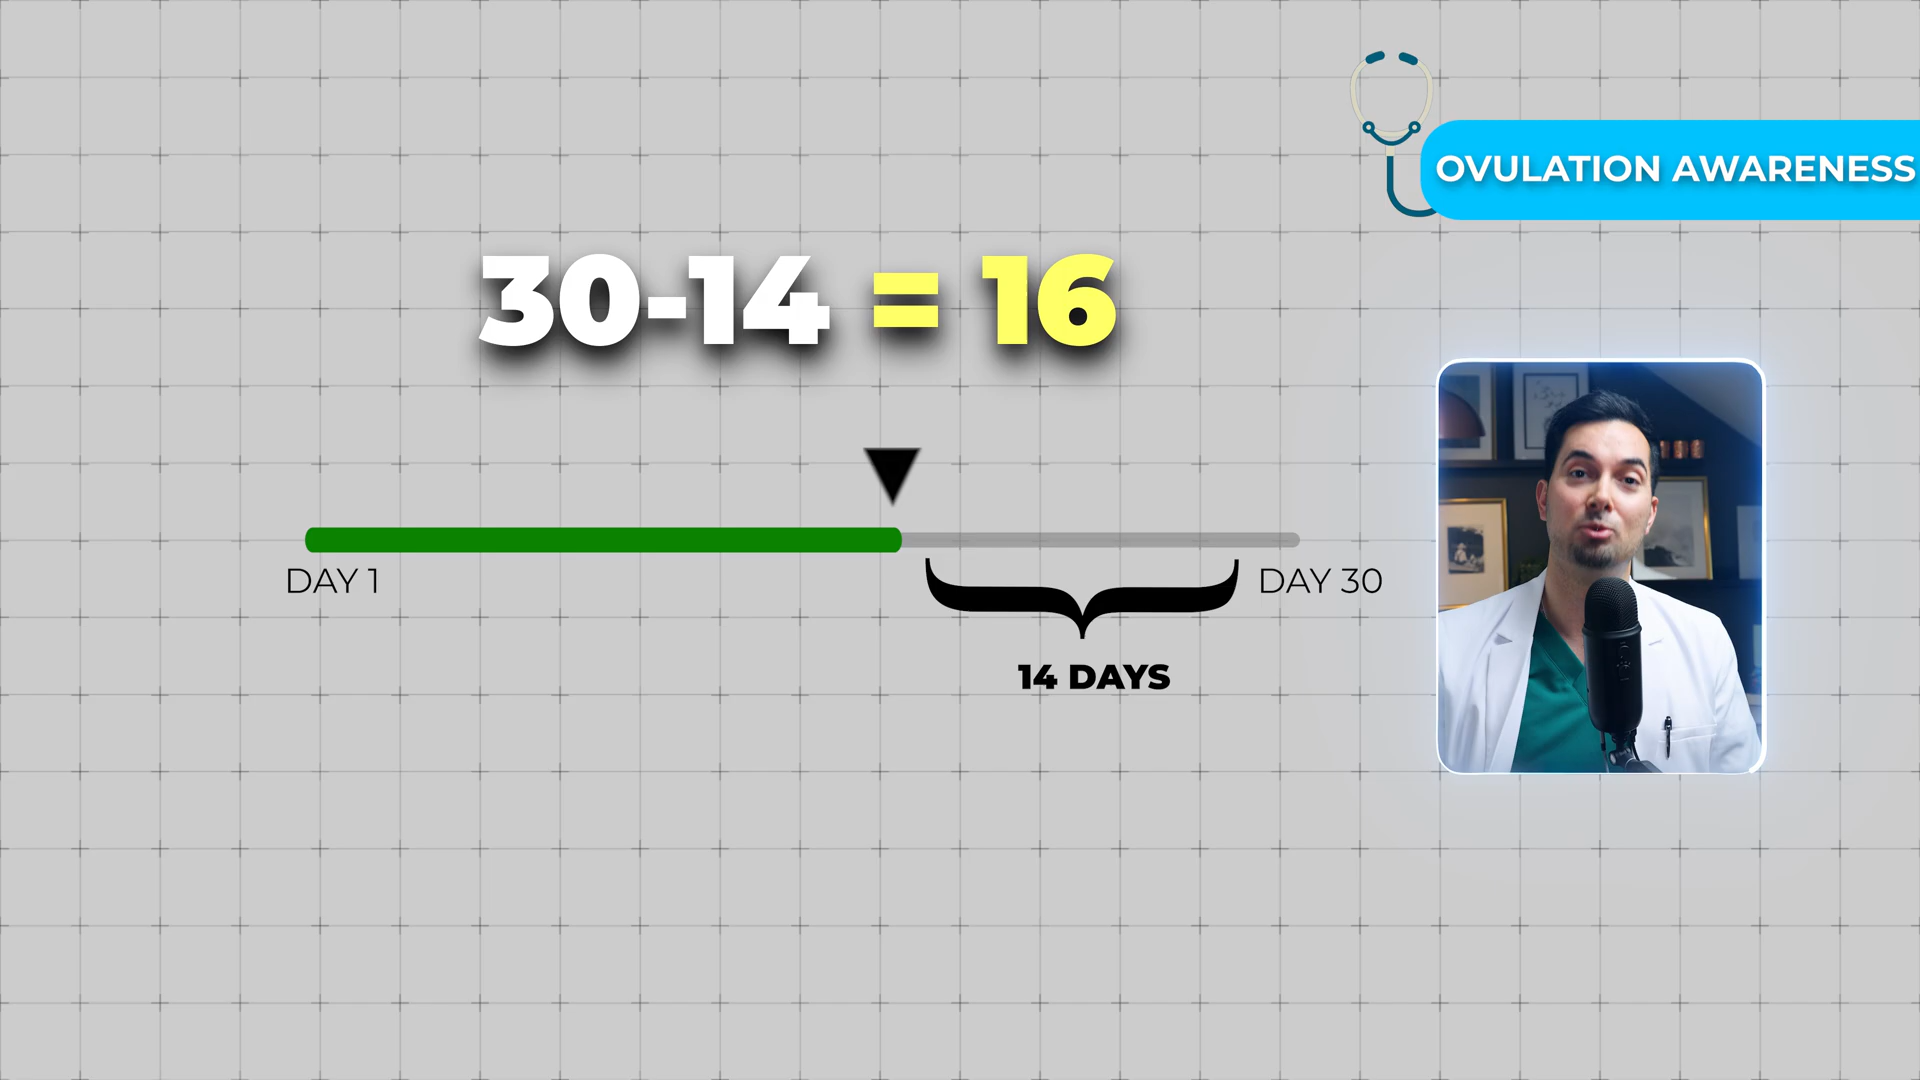 OVULATION AWARENESS
30-14 = 16
DAY 1
DAY 30
14 DAYS